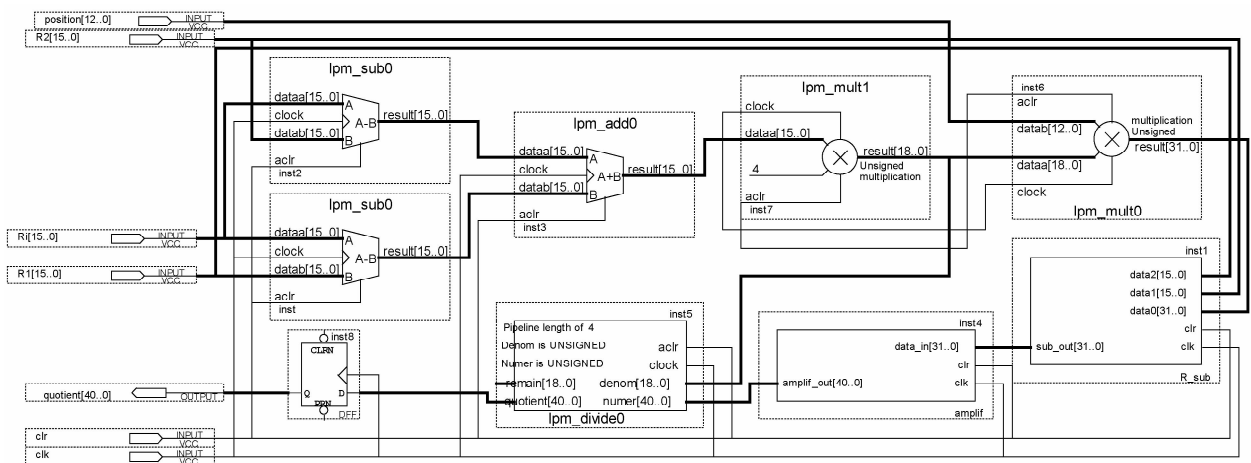 position[12..0] INPUT
VCC
R2[15..0] INPUT
VCC
lpm_sub0
dataa[15..0] A
clock
A-B
result[15..0]
datab[15..0] B
aclr
inst2
lpm_sub0
dataa[15..0] A
clock
A-B
result[15..0]
datab[15..0] B
aclr
inst
Ri[15..0] INPUT
VCC
R1[15..0] INPUT
VCC
lpm_add0
dataa[15..0] A
clock
A+B
result[15..0]
datab[15..0] B
aclr
inst3
lpm_mult1
clock
dataa[15..0]
result[18..0]
Unsigned
multiplication
4
aclr
inst7
inst6
aclr
datab[12..0]
multiplication
Unsigned
result[31..0]
dataa[18..0]
clock
lpm_mult0
inst1
data2[15..0]
data1[15..0]
data0[31..0]
clr
sub_out[31..0] clk
R_sub
inst4
data_in[31..0]
clr
amplif_out[40..0] clk
amplif
inst5
Pipeline length of 4
Denom is UNSIGNED aclr
Numer is UNSIGNED clock
remain[18..0] denom[18..0]
quotient[40..0] numer[40..0]
lpm_divide0
inst8
CLRN
Q D
PRN
DFF
quotient[40..0] OUTPUT
clr INPUT
VCC
clk INPUT
VCC